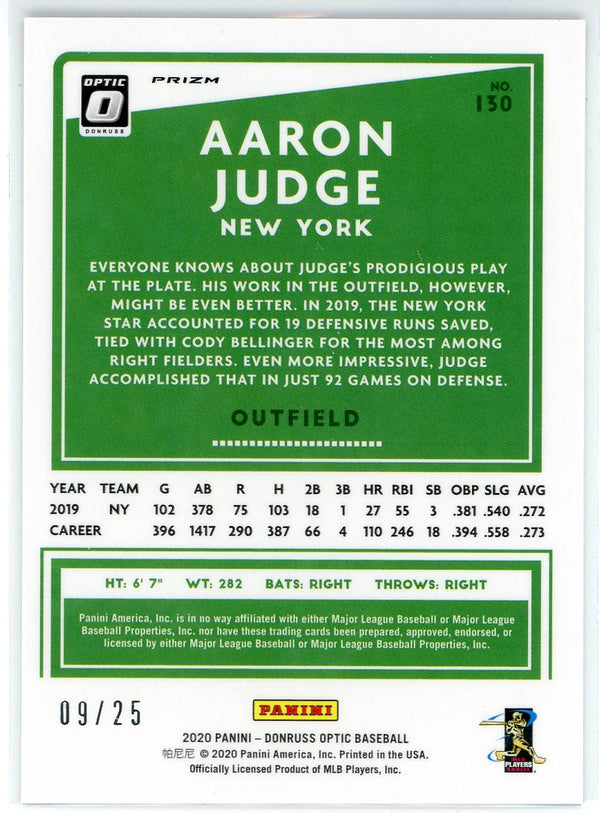 OPTIC
O
DONRUSS
PRIZM
NO.
130
AARON
JUDGE
NEW YORK
EVERYONE KNOWS ABOUT JUDGE'S PRODIGIOUS PLAY
AT THE PLATE. HIS WORK IN THE OUTFIELD, HOWEVER,
MIGHT BE EVEN BETTER. IN 2019, THE NEW YORK
STAR ACCOUNTED FOR 19 DEFENSIVE RUNS SAVED,
TIED WITH CODY BELLINGER FOR THE MOST AMONG
RIGHT FIELDERS. EVEN MORE IMPRESSIVE, JUDGE
ACCOMPLISHED THAT IN JUST 92 GAMES ON DEFENSE.
OUTFIELD
YEAR TEAM G AB R H 2B 3B HR RBI SB OBP SLG AVG
2019 NY 102 378 75 103 18 1 27 55 3 .381 .540 .272
CAREER 396 1417 290 387 66 4 110 246 18 .394 .558 .273
HT: 6' 7" WT: 282 BATS: RIGHT THROWS: RIGHT
Panini America, Inc. is in no way affiliated with either Major League Baseball or Major League
Baseball Properties, Inc. nor have these trading cards been prepared, approved, endorsed, or
licensed by either Major League Baseball or Major League Baseball Properties, Inc.
09/25
PANINI
2020 PANINI – DONRUSS OPTIC BASEBALL
帕尼尼 © 2020 Panini America, Inc. Printed in the USA.
Officially Licensed Product of MLB Players, Inc.
MLB
PLAYERS
CHOICE